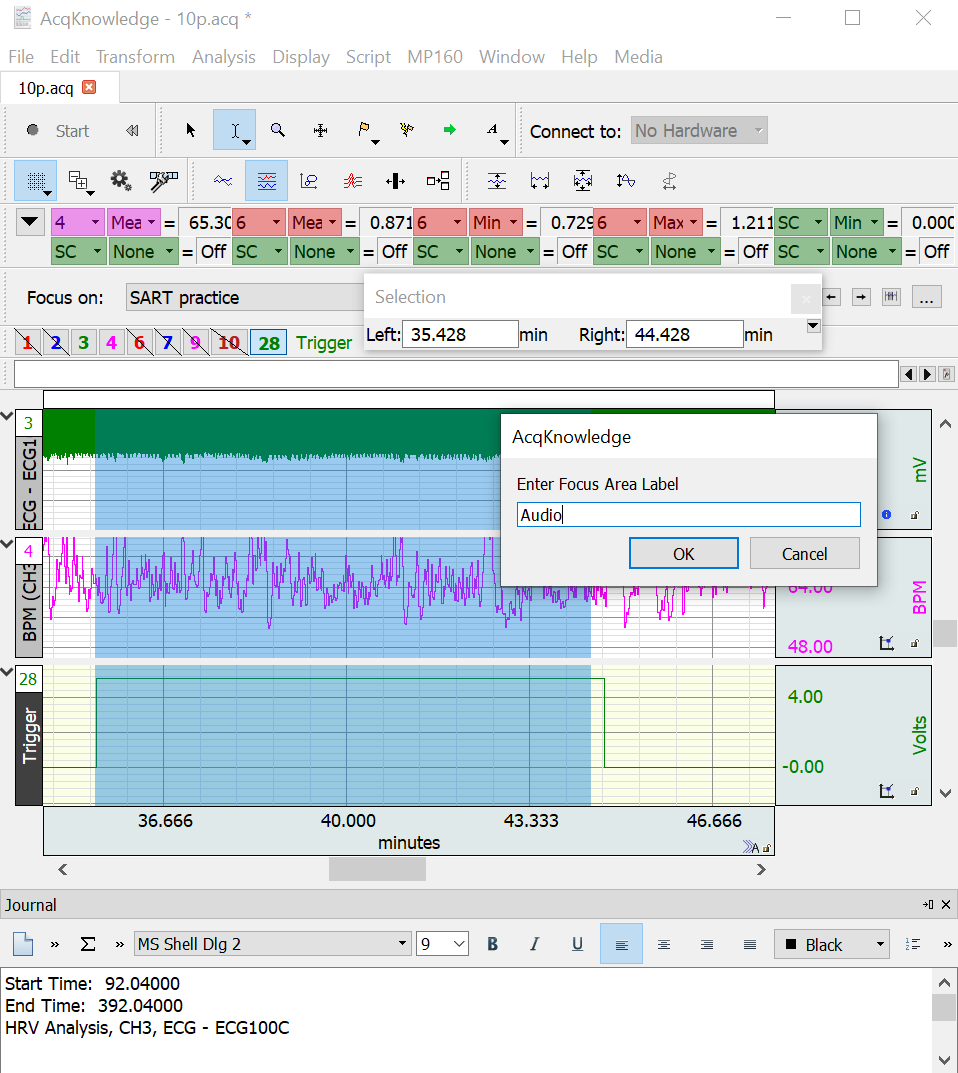 AcqKnowledge - 10p.acq *
File Edit Transform Analysis Display Script MP160 Window Help Media
10p.acq
Start
Connect to: No Hardware
4 Mea = 65.30 6 Mea = 0.871 6 Min = 0.729 6 Max = 1.211 SC Min = 0.000
SC None = Off SC None = Off SC None = Off SC None = Off SC None = Off
Focus on: SART practice
...
Selection
Left: 35.428 min Right: 44.428 min
1 2 3 4 6 7 9 10 28 Trigger
3
ECG - ECG1
mV
AcqKnowledge
Enter Focus Area Label
Audio
OK Cancel
4
BPM (CH3
64.00
48.00
BPM
28
Trigger
4.00
-0.00
Volts
36.666 40.000 43.333 46.666
minutes
A
Journal
Σ MS Shell Dlg 2 9 B I U Black
Start Time: 92.04000
End Time: 392.04000
HRV Analysis, CH3, ECG - ECG100C